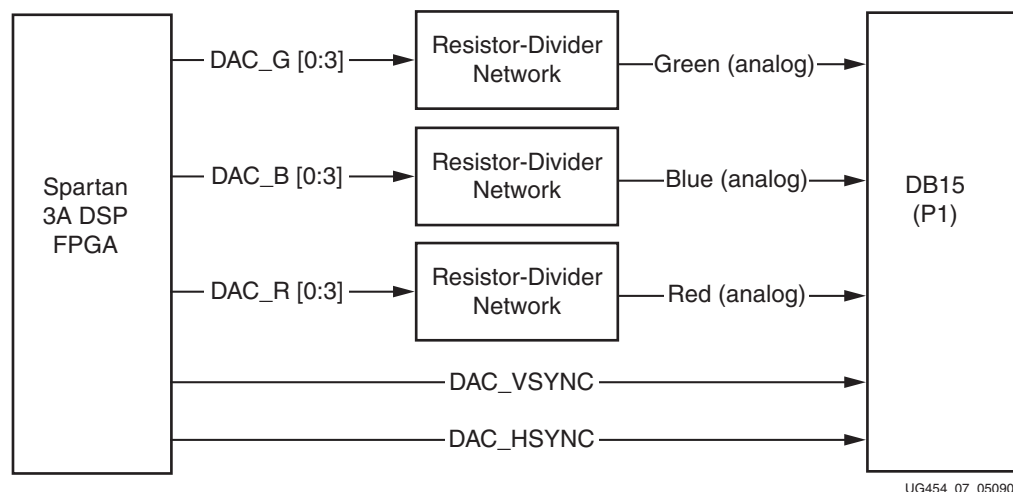 DAC_G [0:3]
Resistor-Divider
Network
Green (analog)
DAC_B [0:3]
Resistor-Divider
Network
Blue (analog)
Spartan
3A DSP
FPGA
DB15
(P1)
DAC_R [0:3]
Resistor-Divider
Network
Red (analog)
DAC_VSYNC
DAC_HSYNC
UG454_07_05090